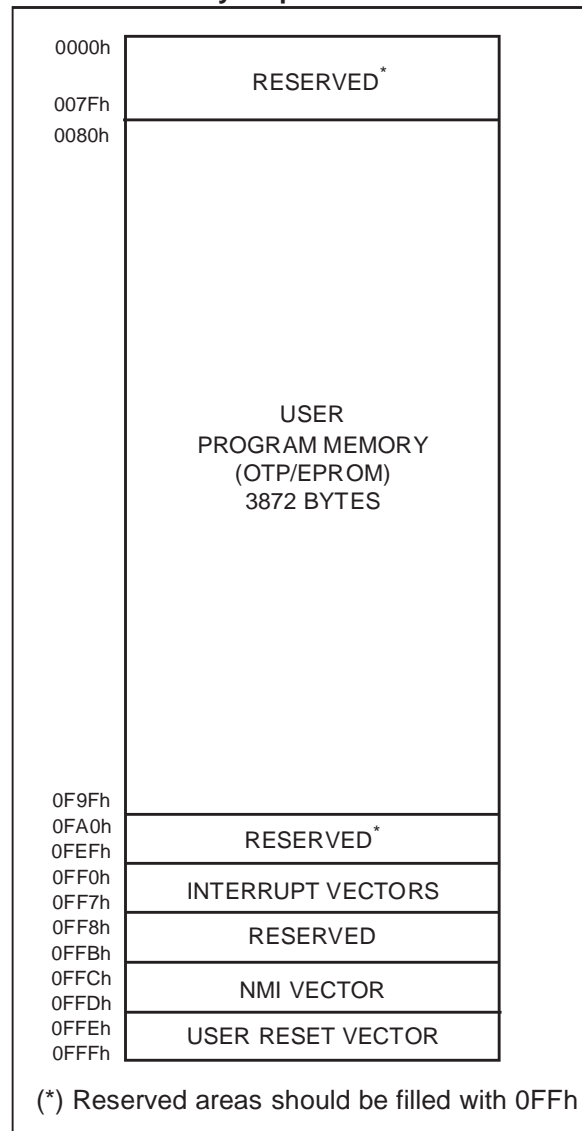 0000h
RESERVED*
007Fh
0080h
USER
PROGRAM MEMORY
(OTP/EPROM)
3872 BYTES
0F9Fh
0FA0h
RESERVED*
0FEFh
0FF0h
INTERRUPT VECTORS
0FF7h
0FF8h
RESERVED
0FFBh
0FFCh
NMI VECTOR
0FFDh
0FFEh
USER RESET VECTOR
0FFFh
(*) Reserved areas should be filled with 0FFh